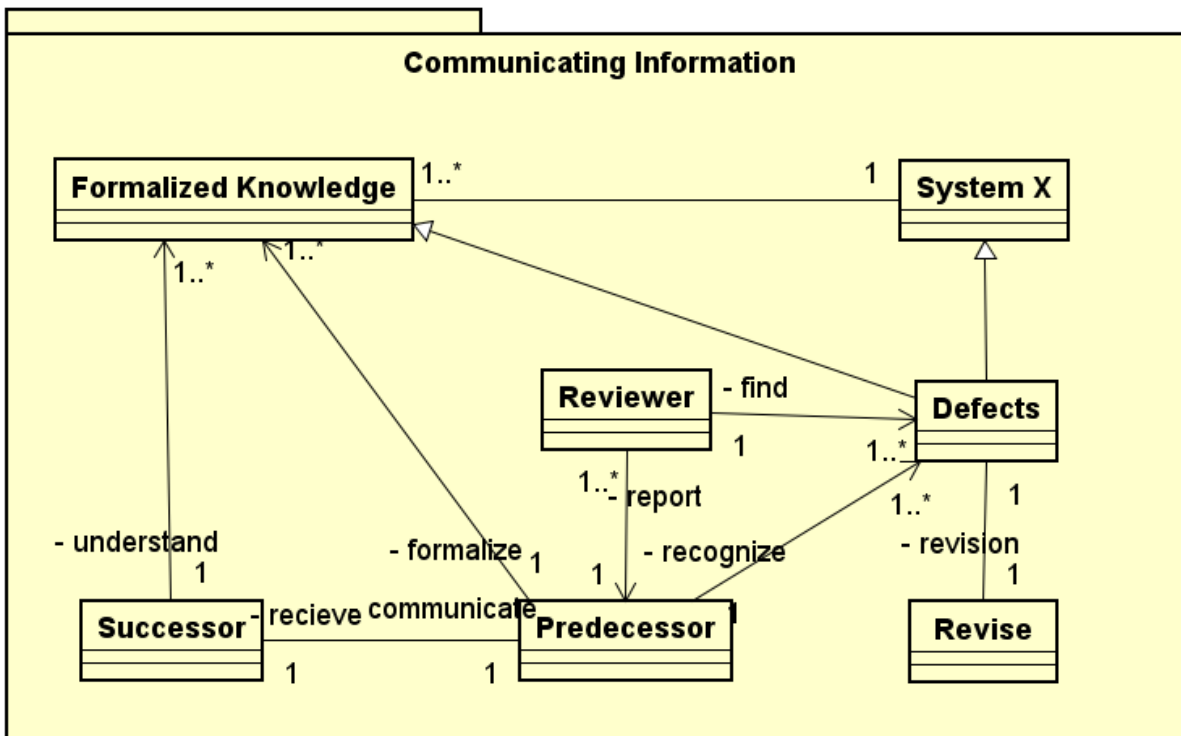 Communicating Information
1..*
1
Formalized Knowledge
System X
1..*
1..*
Reviewer
- find
Defects
1
1..*
1..*
- report
1..*
1
- understand
- formalize
1
- recognize
- revision
1
1
1
- recieve
communicate
1
Successor
Predecessor
Revise
1
1